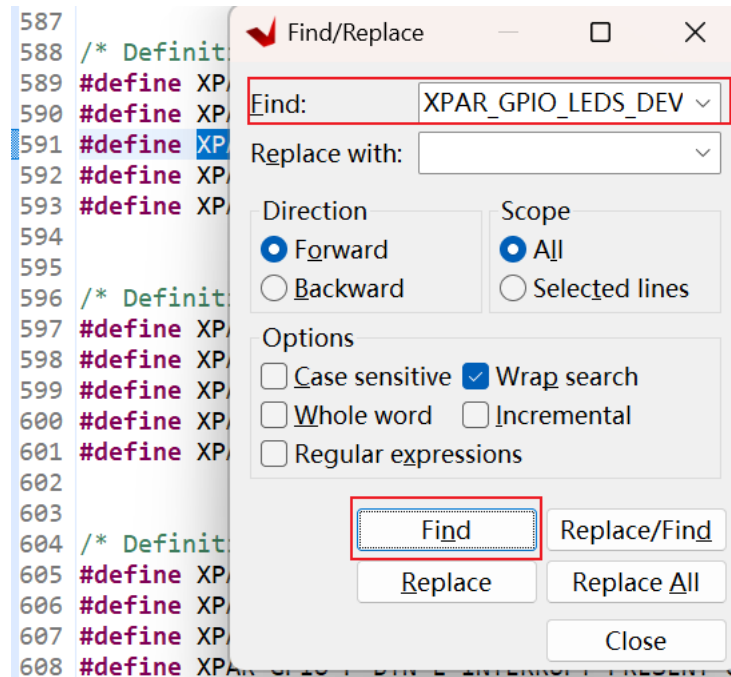 587
588 /* Definit
589 #define XPA
590 #define XPA
591 #define XPA
592 #define XPA
593 #define XPA
594
595
596 /* Definit
597 #define XPA
598 #define XPA
599 #define XPA
600 #define XPA
601 #define XPA
602
603
604 /* Definit
605 #define XPA
606 #define XPA
607 #define XPA
608 #define
Find/Replace
Find: XPAR_GPIO_LEDS_DEV
Replace with:
Direction Scope
Forward All
Backward Selected lines
Options
Case sensitive Wrap search
Whole word Incremental
Regular expressions
Find Replace/Find
Replace Replace All
Close